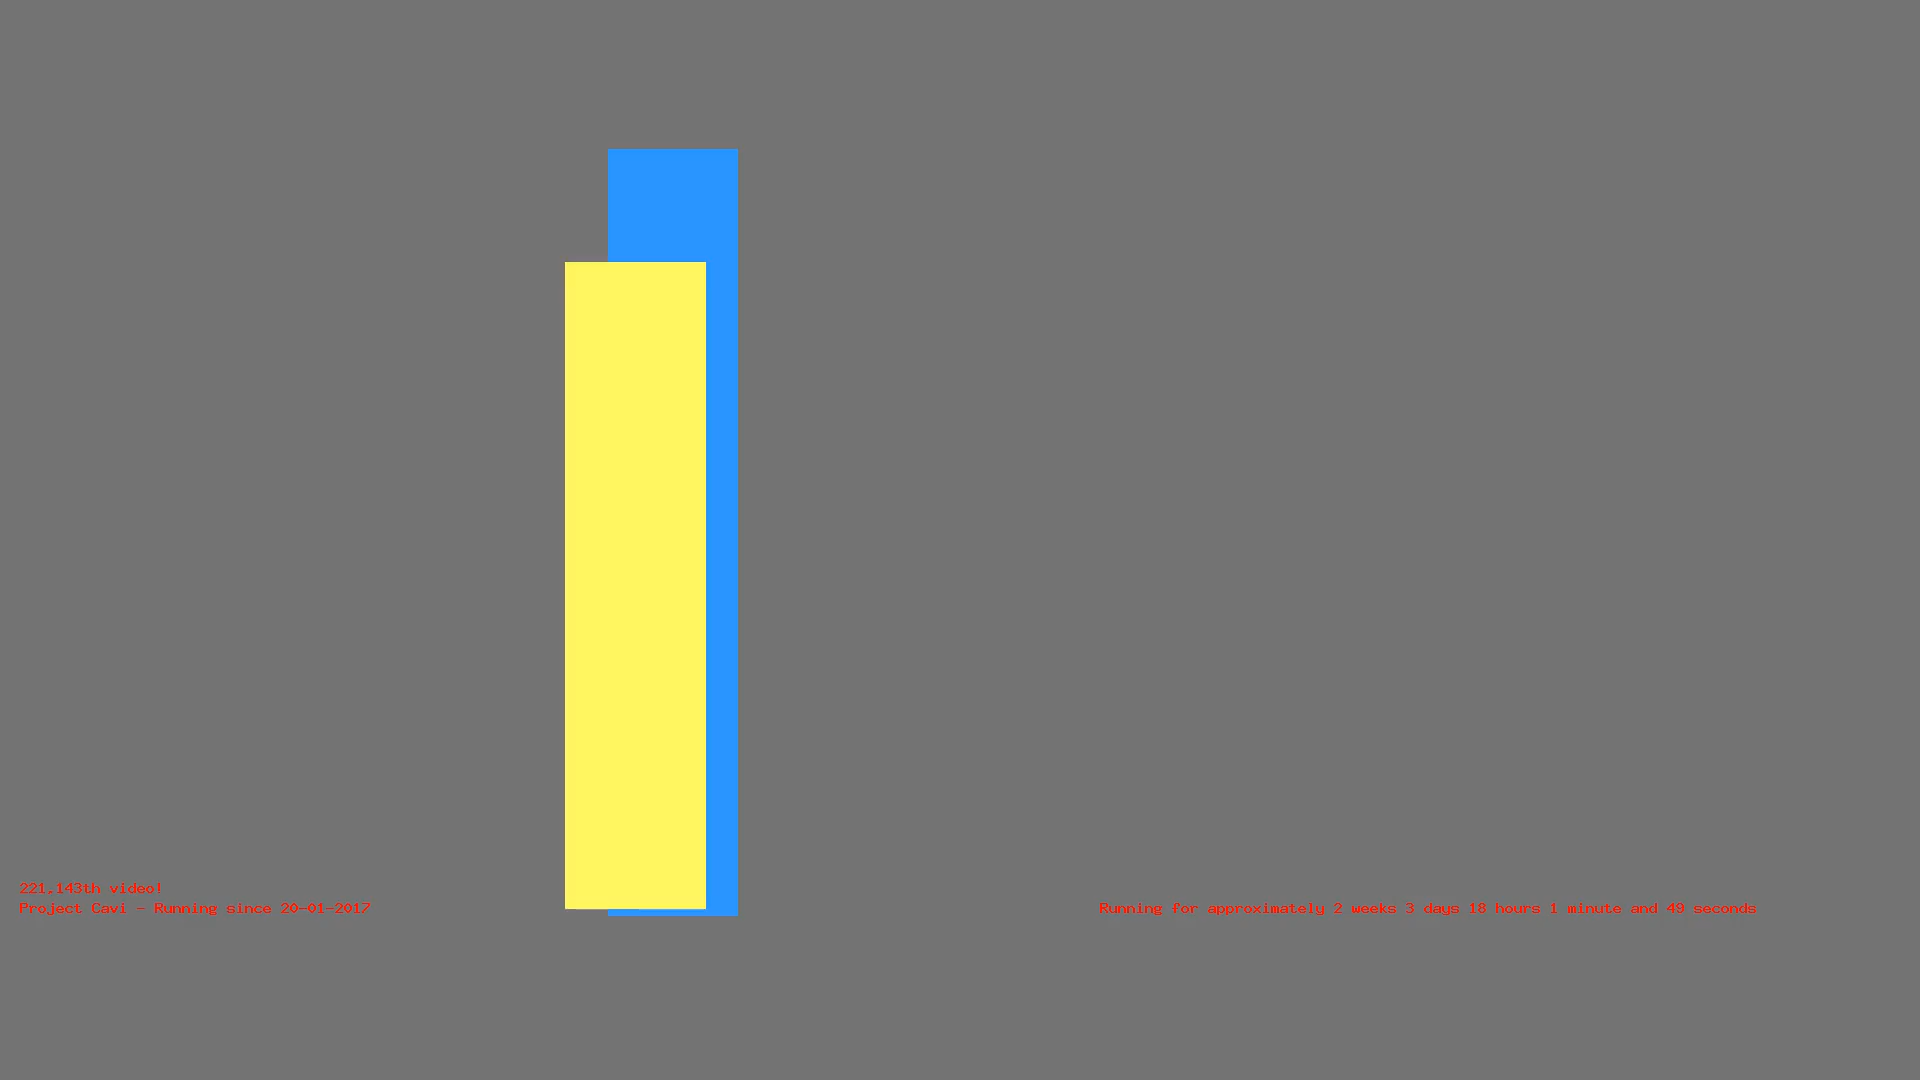 221.143th video!
Project Cavi - Running since 20-01-2017
Running for approximately 2 weeks 3 days 18 hours 1 minute and 49 seconds